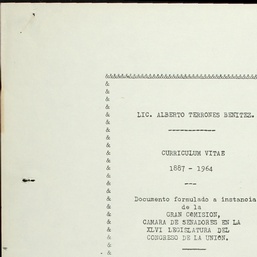 &&&&&&&&&&&&&&&&&&&&&&&&&&&&&&&&&&&&&&
LIC. ALBERTO TERRONES BENITEZ.
------------
CURRICULUM VITAE
1887 - 1964
---
Documento formulado a instancia
de la
GRAN COMISION,
CAMARA DE SENADORES EN LA
XLVI LEGISLATURA DEL
CONGRESO DE LA UNION.